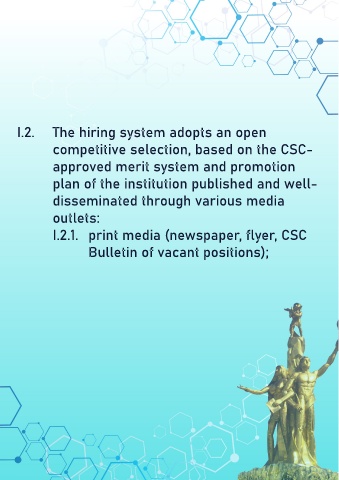 I.2. The hiring system adopts an open
competitive selection, based on the CSC-
approved merit system and promotion
plan of the institution published and well-
disseminated through various media
outlets:
I.2.1. print media (newspaper, flyer, CSC
Bulletin of vacant positions);